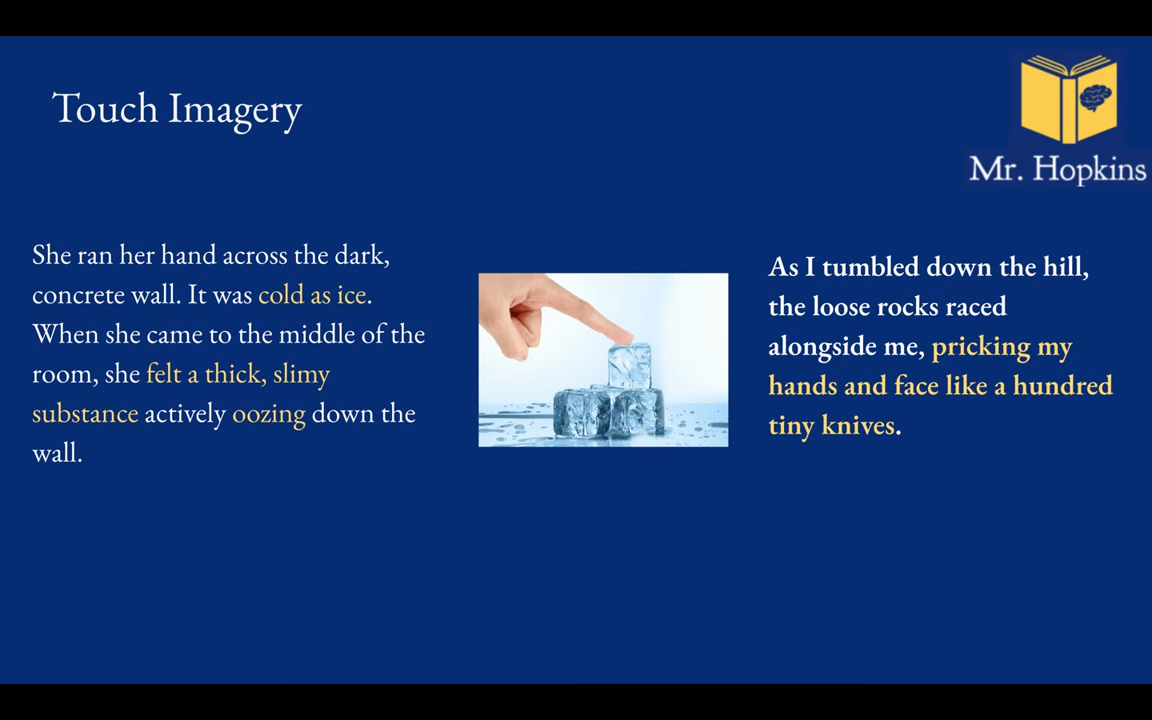 Touch Imagery
Mr. Hopkins
She ran her hand across the dark,
concrete wall. It was cold as ice.
When she came to the middle of the
room, she felt a thick, slimy
substance actively oozing down the
wall.
As I tumbled down the hill,
the loose rocks raced
alongside me, pricking my
hands and face like a hundred
tiny knives.